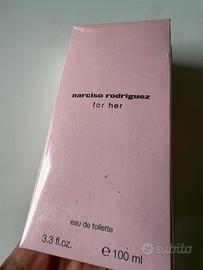 narciso rodriguez
for her
eau de toilette
3.3 fl.oz.
e 100 ml
subito